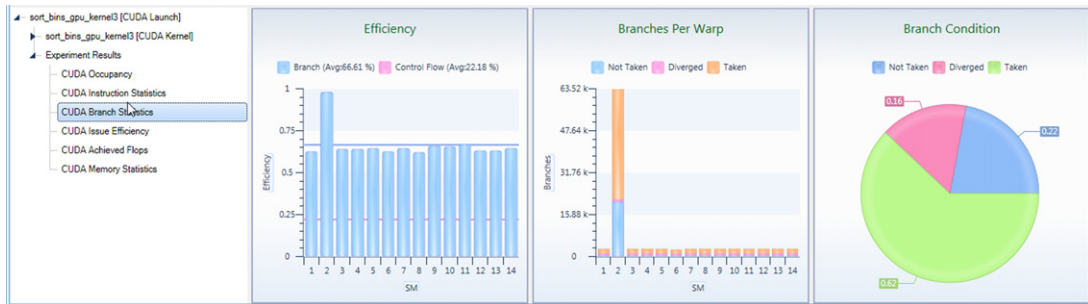 sort_bins_gpu_kernel3 [CUDA Launch]
sort_bins_gpu_kernel3 [CUDA Kernel]
Experiment Results
CUDA Occupancy
CUDA Instruction Statistics
CUDA Branch Statistics
CUDA Issue Efficiency
CUDA Achieved Flops
CUDA Memory Statistics
Efficiency
Branch (Avg:66.61 %) Control Flow (Avg:22.18 %)
1
0.75
0.5
0.25
0
Efficiency
1 2 3 4 5 6 7 8 9 10 11 12 13 14
SM
Branches Per Warp
Not Taken Diverged Taken
63.52 k
47.64 k
31.76 k
15.88 k
0
Branches
1 2 3 4 5 6 7 8 9 10 11 12 13 14
SM
Branch Condition
Not Taken Diverged Taken
0.16
0.22
0.62